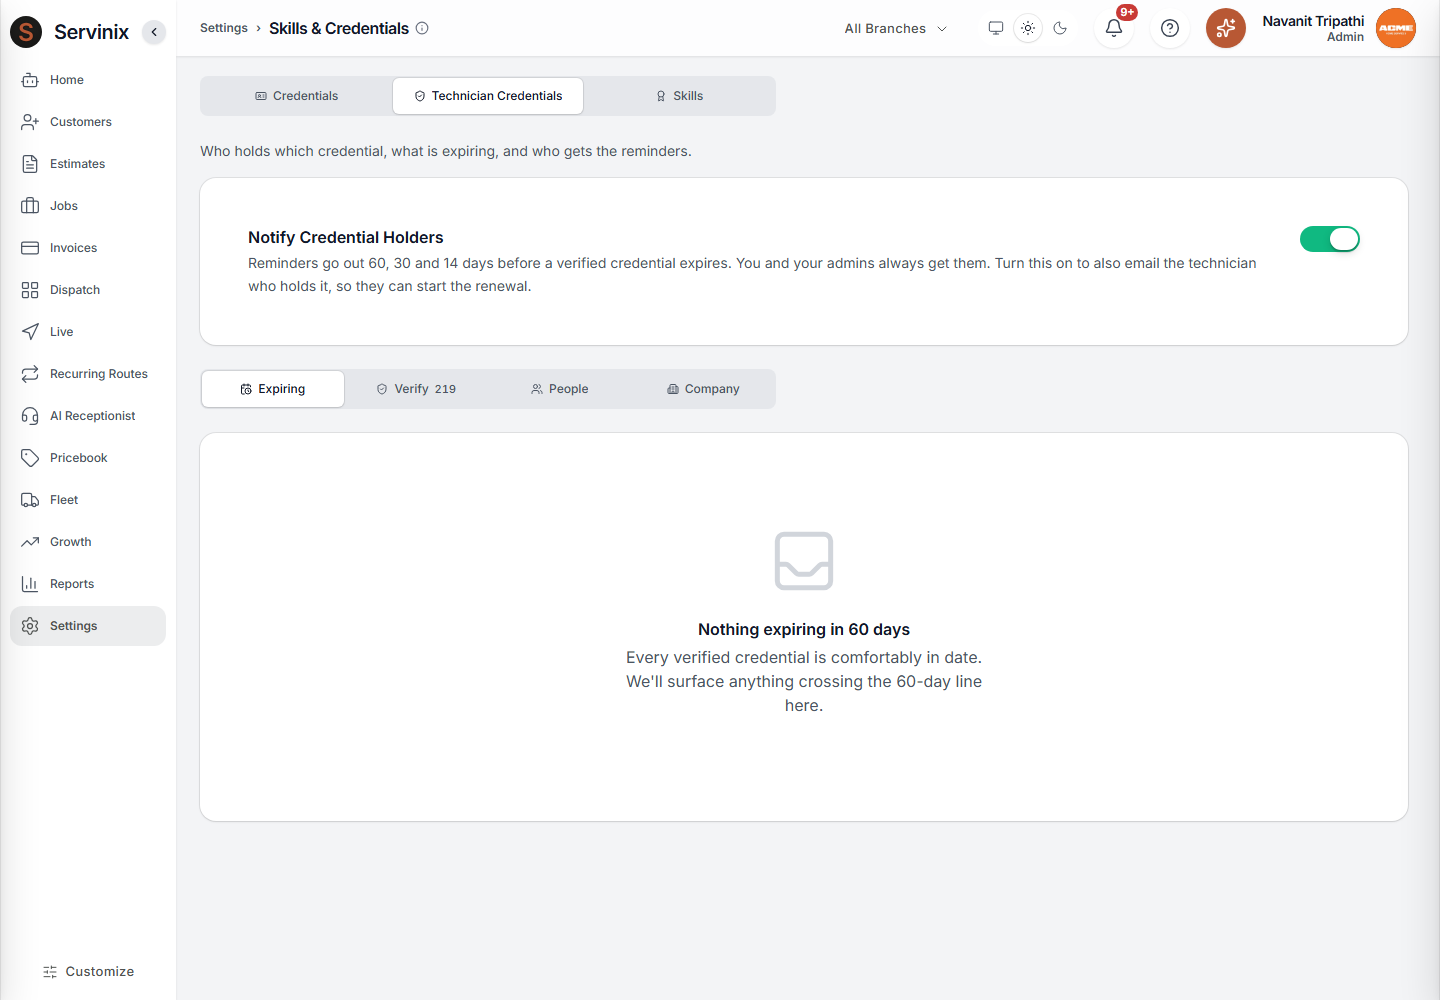 S Servinix
Settings › Skills & Credentials
All Branches
9+
Navanit Tripathi
Admin
ACME
Home
Customers
Estimates
Jobs
Invoices
Dispatch
Live
Recurring Routes
AI Receptionist
Pricebook
Fleet
Growth
Reports
Settings
Customize
Credentials
Technician Credentials
Skills
Who holds which credential, what is expiring, and who gets the reminders.
Notify Credential Holders
Reminders go out 60, 30 and 14 days before a verified credential expires. You and your admins always get them. Turn this on to also email the technician
who holds it, so they can start the renewal.
Expiring
Verify 219
People
Company
Nothing expiring in 60 days
Every verified credential is comfortably in date.
We'll surface anything crossing the 60-day line
here.